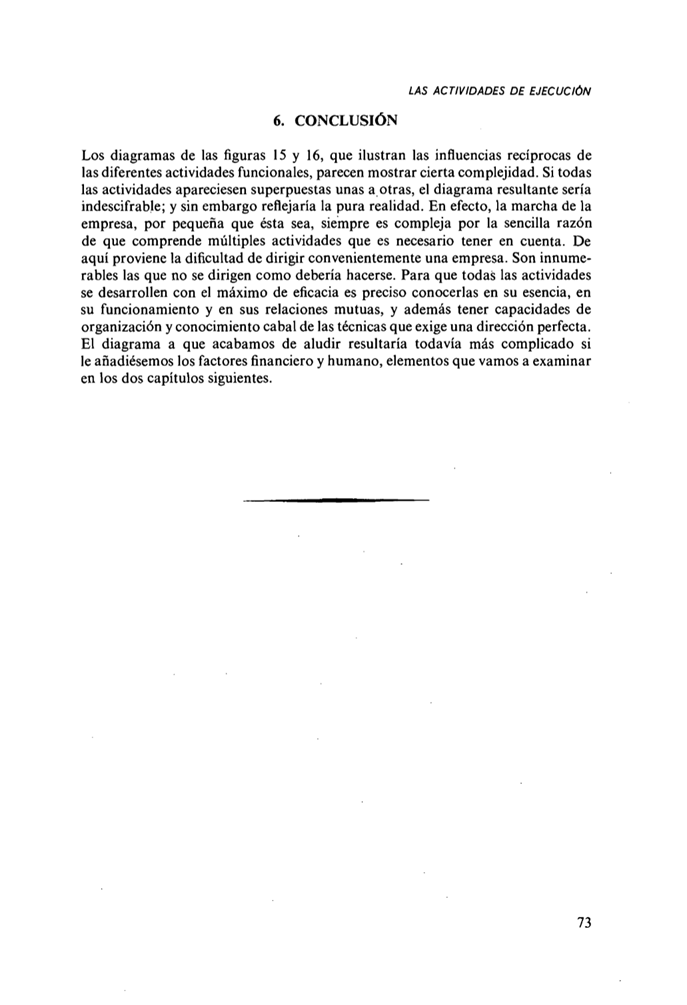 LAS ACTIVIDADES DE EJECUCIÓN
6. CONCLUSIÓN
Los diagramas de las figuras 15 y 16, que ilustran las influencias recíprocas de
las diferentes actividades funcionales, parecen mostrar cierta complejidad. Si todas
las actividades apareciesen superpuestas unas a otras, el diagrama resultante sería
indescifrable; y sin embargo reflejaría la pura realidad. En efecto, la marcha de la
empresa, por pequeña que ésta sea, siempre es compleja por la sencilla razón
de que comprende múltiples actividades que es necesario tener en cuenta. De
aquí proviene la dificultad de dirigir convenientemente una empresa. Son innume-
rables las que no se dirigen como debería hacerse. Para que todas las actividades
se desarrollen con el máximo de eficacia es preciso conocerlas en su esencia, en
su funcionamiento y en sus relaciones mutuas, y además tener capacidades de
organización y conocimiento cabal de las técnicas que exige una dirección perfecta.
El diagrama a que acabamos de aludir resultaría todavía más complicado si
le añadiésemos los factores financiero y humano, elementos que vamos a examinar
en los dos capítulos siguientes.
73